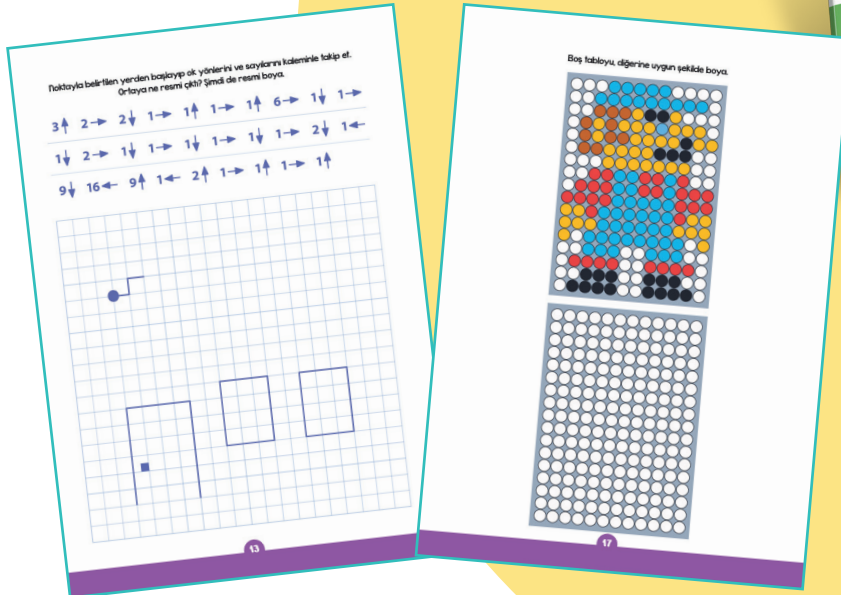 Noktayla belirtilen yerden başlayıp ok yönlerini ve sayılarını kaleminle takip et.
Ortaya ne resmi çıktı? Şimdi de resmi boya.
3↑ 2→ 2↓ 1→ 1↑ 1→ 1↑ 6→ 1↓ 1→
1↓ 2→ 1↓ 1→ 1↓ 1→ 1↓ 1→ 2↓ 1←
9↓ 16← 9↑ 1← 2↑ 1→ 1↑ 1→ 1↑
13
Boş tabloyu, diğerine uygun şekilde boya.
17